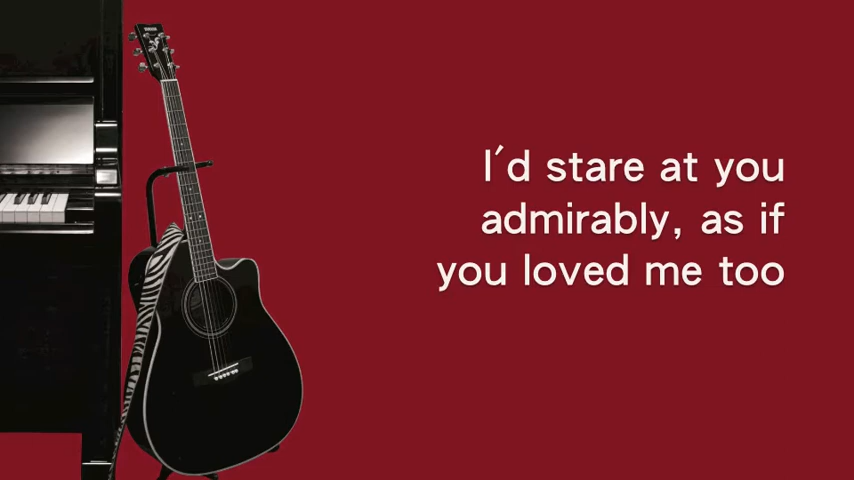 I´d stare at you
admirably, as if
you loved me too